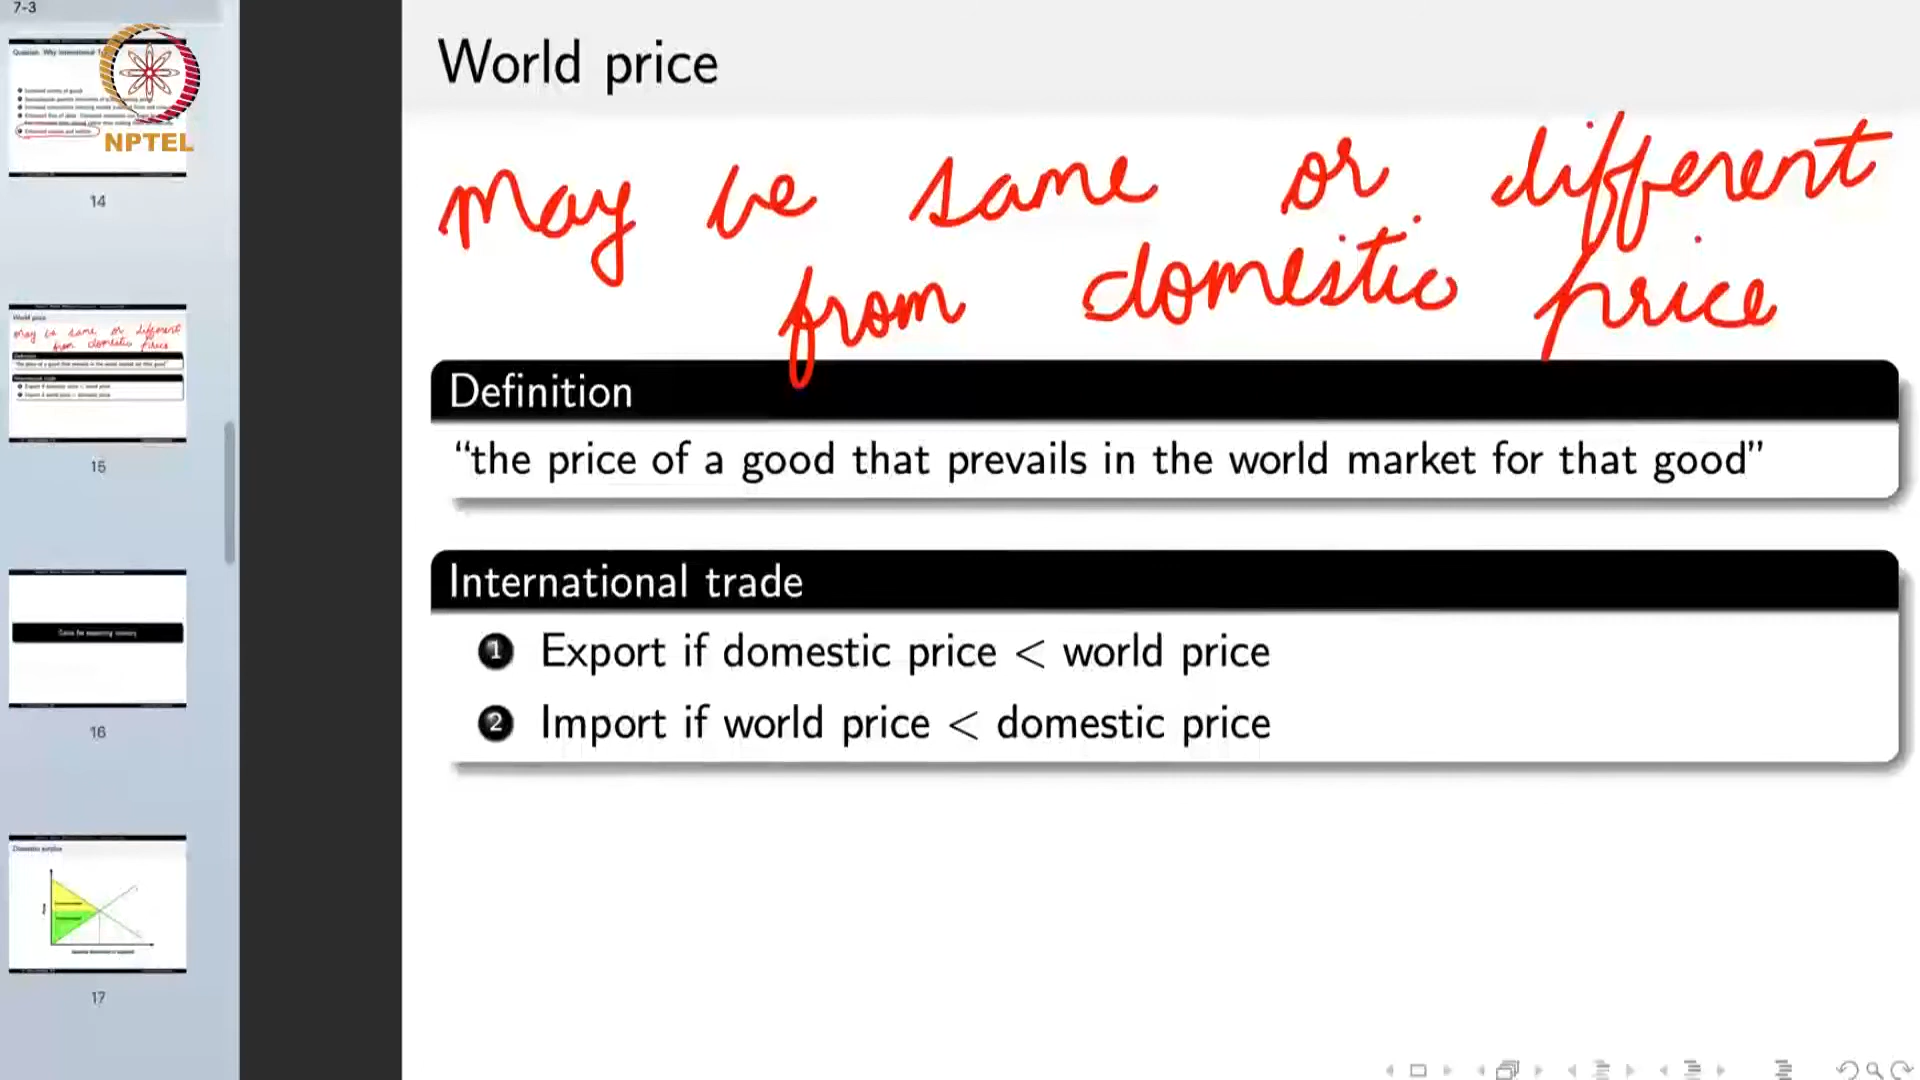 7-3
NPTEL
14
15
16
17
World price
may be same or different
from domestic price
Definition
“the price of a good that prevails in the world market for that good”
International trade
1 Export if domestic price < world price
2 Import if world price < domestic price